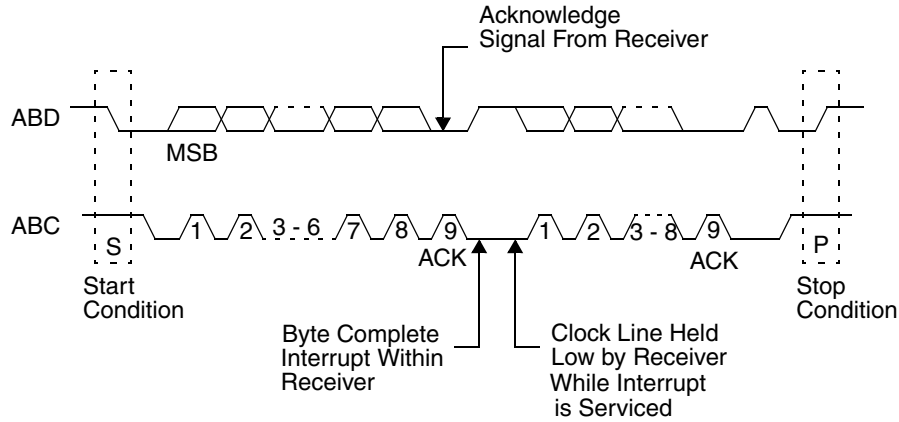 Acknowledge
Signal From Receiver
ABD
MSB
ABC
1 2 3 - 6 7 8 9 1 2 3 - 8 9
S
ACK
ACK
P
Start
Condition
Stop
Condition
Byte Complete
Interrupt Within
Receiver
Clock Line Held
Low by Receiver
While Interrupt
is Serviced